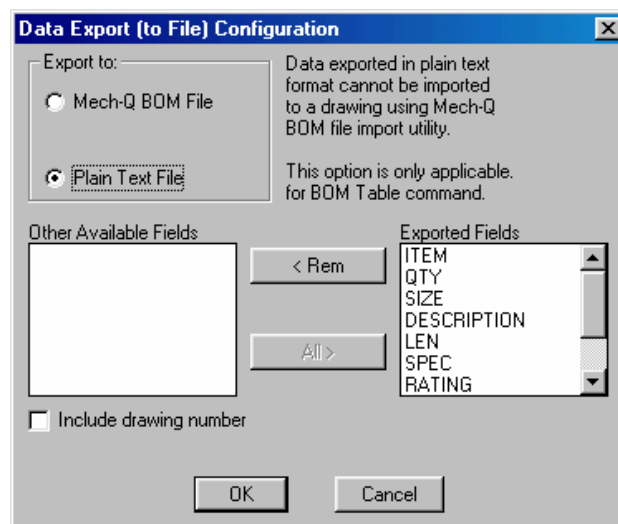 Data Export (to File) Configuration
Export to:
Mech-Q BOM File
Plain Text File
Data exported in plain text
format cannot be imported
to a drawing using Mech-Q
BOM file import utility.
This option is only applicable.
for BOM Table command.
Other Available Fields
< Rem
All >
Exported Fields
ITEM
QTY
SIZE
DESCRIPTION
LEN
SPEC
RATING
Include drawing number
OK
Cancel